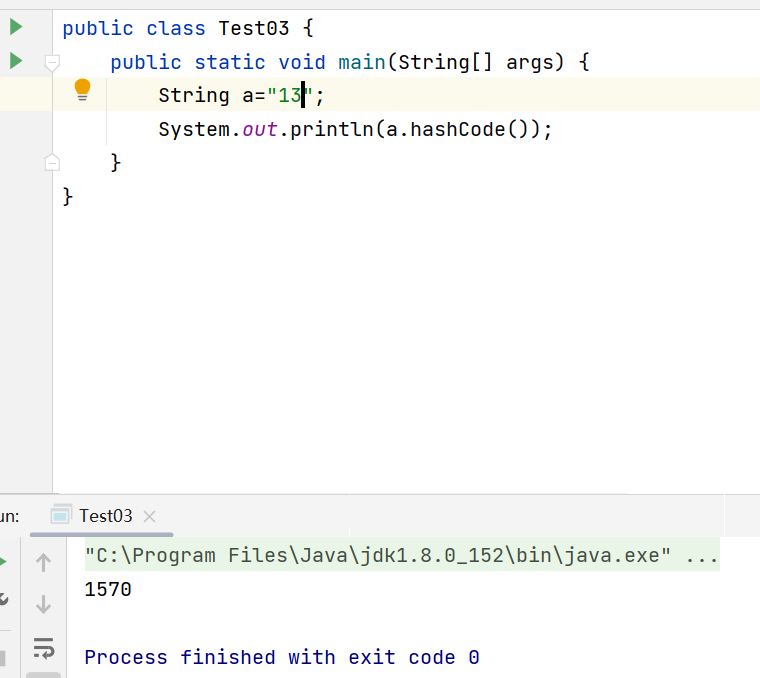 public class Test03 {
public static void main(String[] args) {
String a="13";
System.out.println(a.hashCode());
}
}
un:
Test03
"C:\Program Files\Java\jdk1.8.0_152\bin\java.exe" ...
1570
Process finished with exit code 0